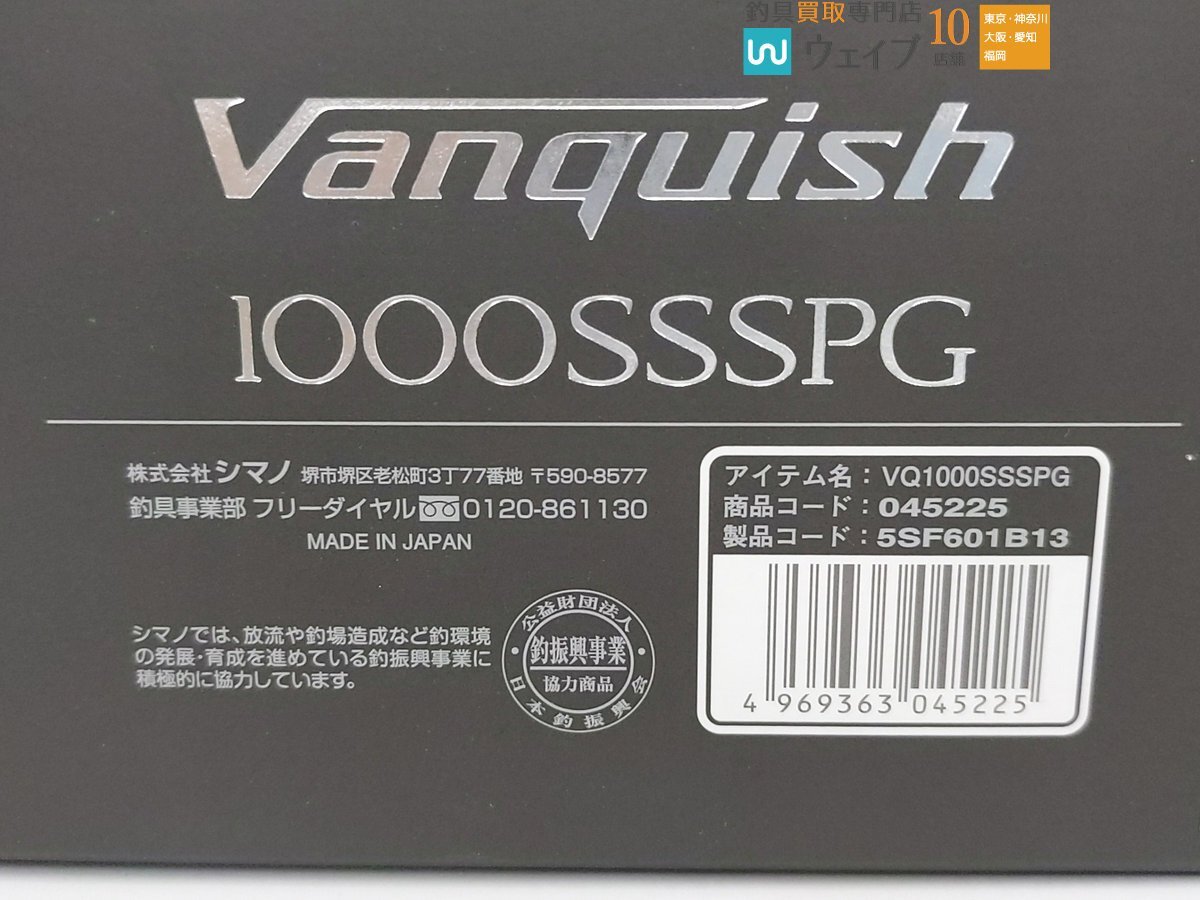 釣具買取専門店
ウェイブ
10
店舗
東京・神奈川
大阪・愛知
福岡
Vanquish
1000SSSPG
株式会社シマノ 堺市堺区老松町3丁77番地 〒590-8577
釣具事業部 フリーダイヤル 0120-861130
MADE IN JAPAN
シマノでは、放流や釣場造成など釣環境
の発展・育成を進めている釣振興事業に
積極的に協力しています。
公益財団法人
釣振興事業
協力商品
日本釣振興会
アイテム名：VQ1000SSSPG
商品コード：045225
製品コード：5SF601B13
4 969363 045225